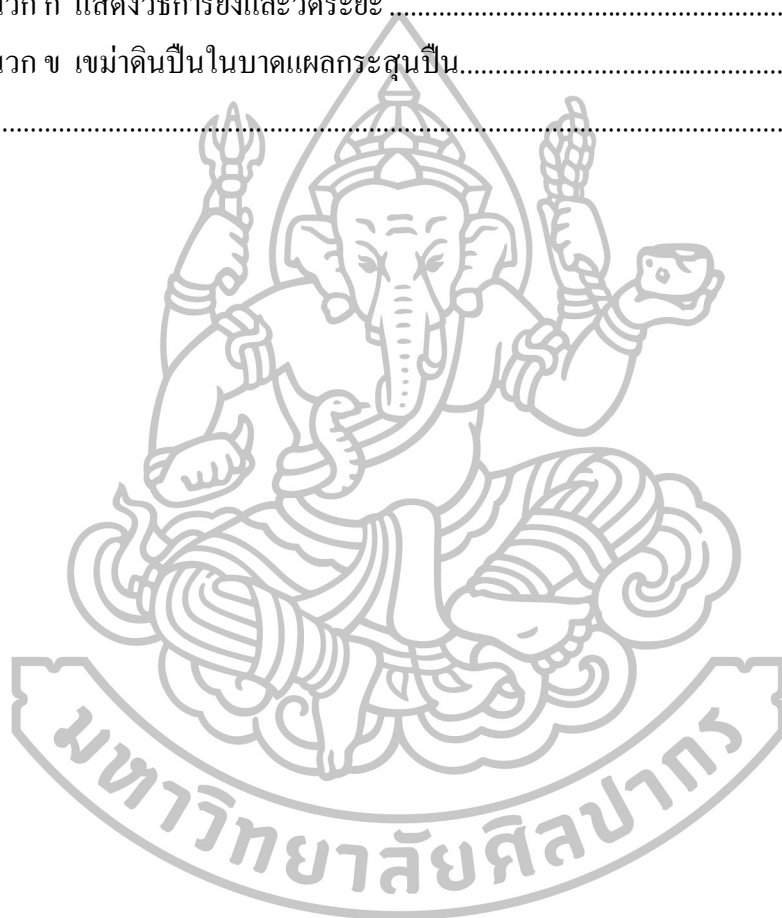 นวก ก แสดงวิธีการยิงและวัดระยะ ........................................................
นวก ข เขม่าดินปืนในบาดแผลกระสุนปืน........................................................
........................................................
มหาวิทยาลัยศิลปากร